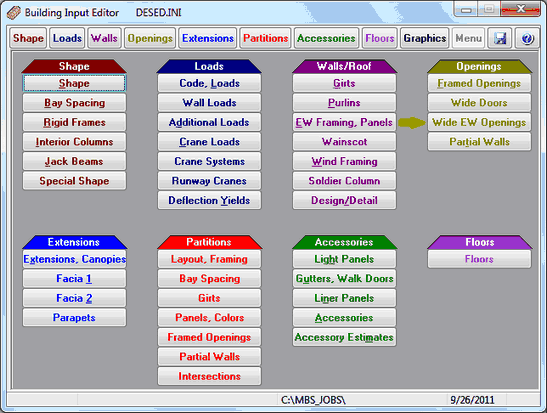 Building Input Editor DESED.INI
Shape Loads Walls Openings Extensions Partitions Accessories Floors Graphics Menu
Shape
Shape
Bay Spacing
Rigid Frames
Interior Columns
Jack Beams
Special Shape
Loads
Code, Loads
Wall Loads
Additional Loads
Crane Loads
Crane Systems
Runway Cranes
Deflection Yields
Walls/Roof
Girts
Purlins
EW Framing, Panels
Wainscot
Wind Framing
Soldier Column
Design/Detail
Openings
Framed Openings
Wide Doors
Wide EW Openings
Partial Walls
Extensions
Extensions, Canopies
Facia 1
Facia 2
Parapets
Partitions
Layout, Framing
Bay Spacing
Girts
Panels, Colors
Framed Openings
Partial Walls
Intersections
Accessories
Light Panels
Gutters, Walk Doors
Liner Panels
Accessories
Accessory Estimates
Floors
Floors
C:\MBS_JOBS\ 9/26/2011